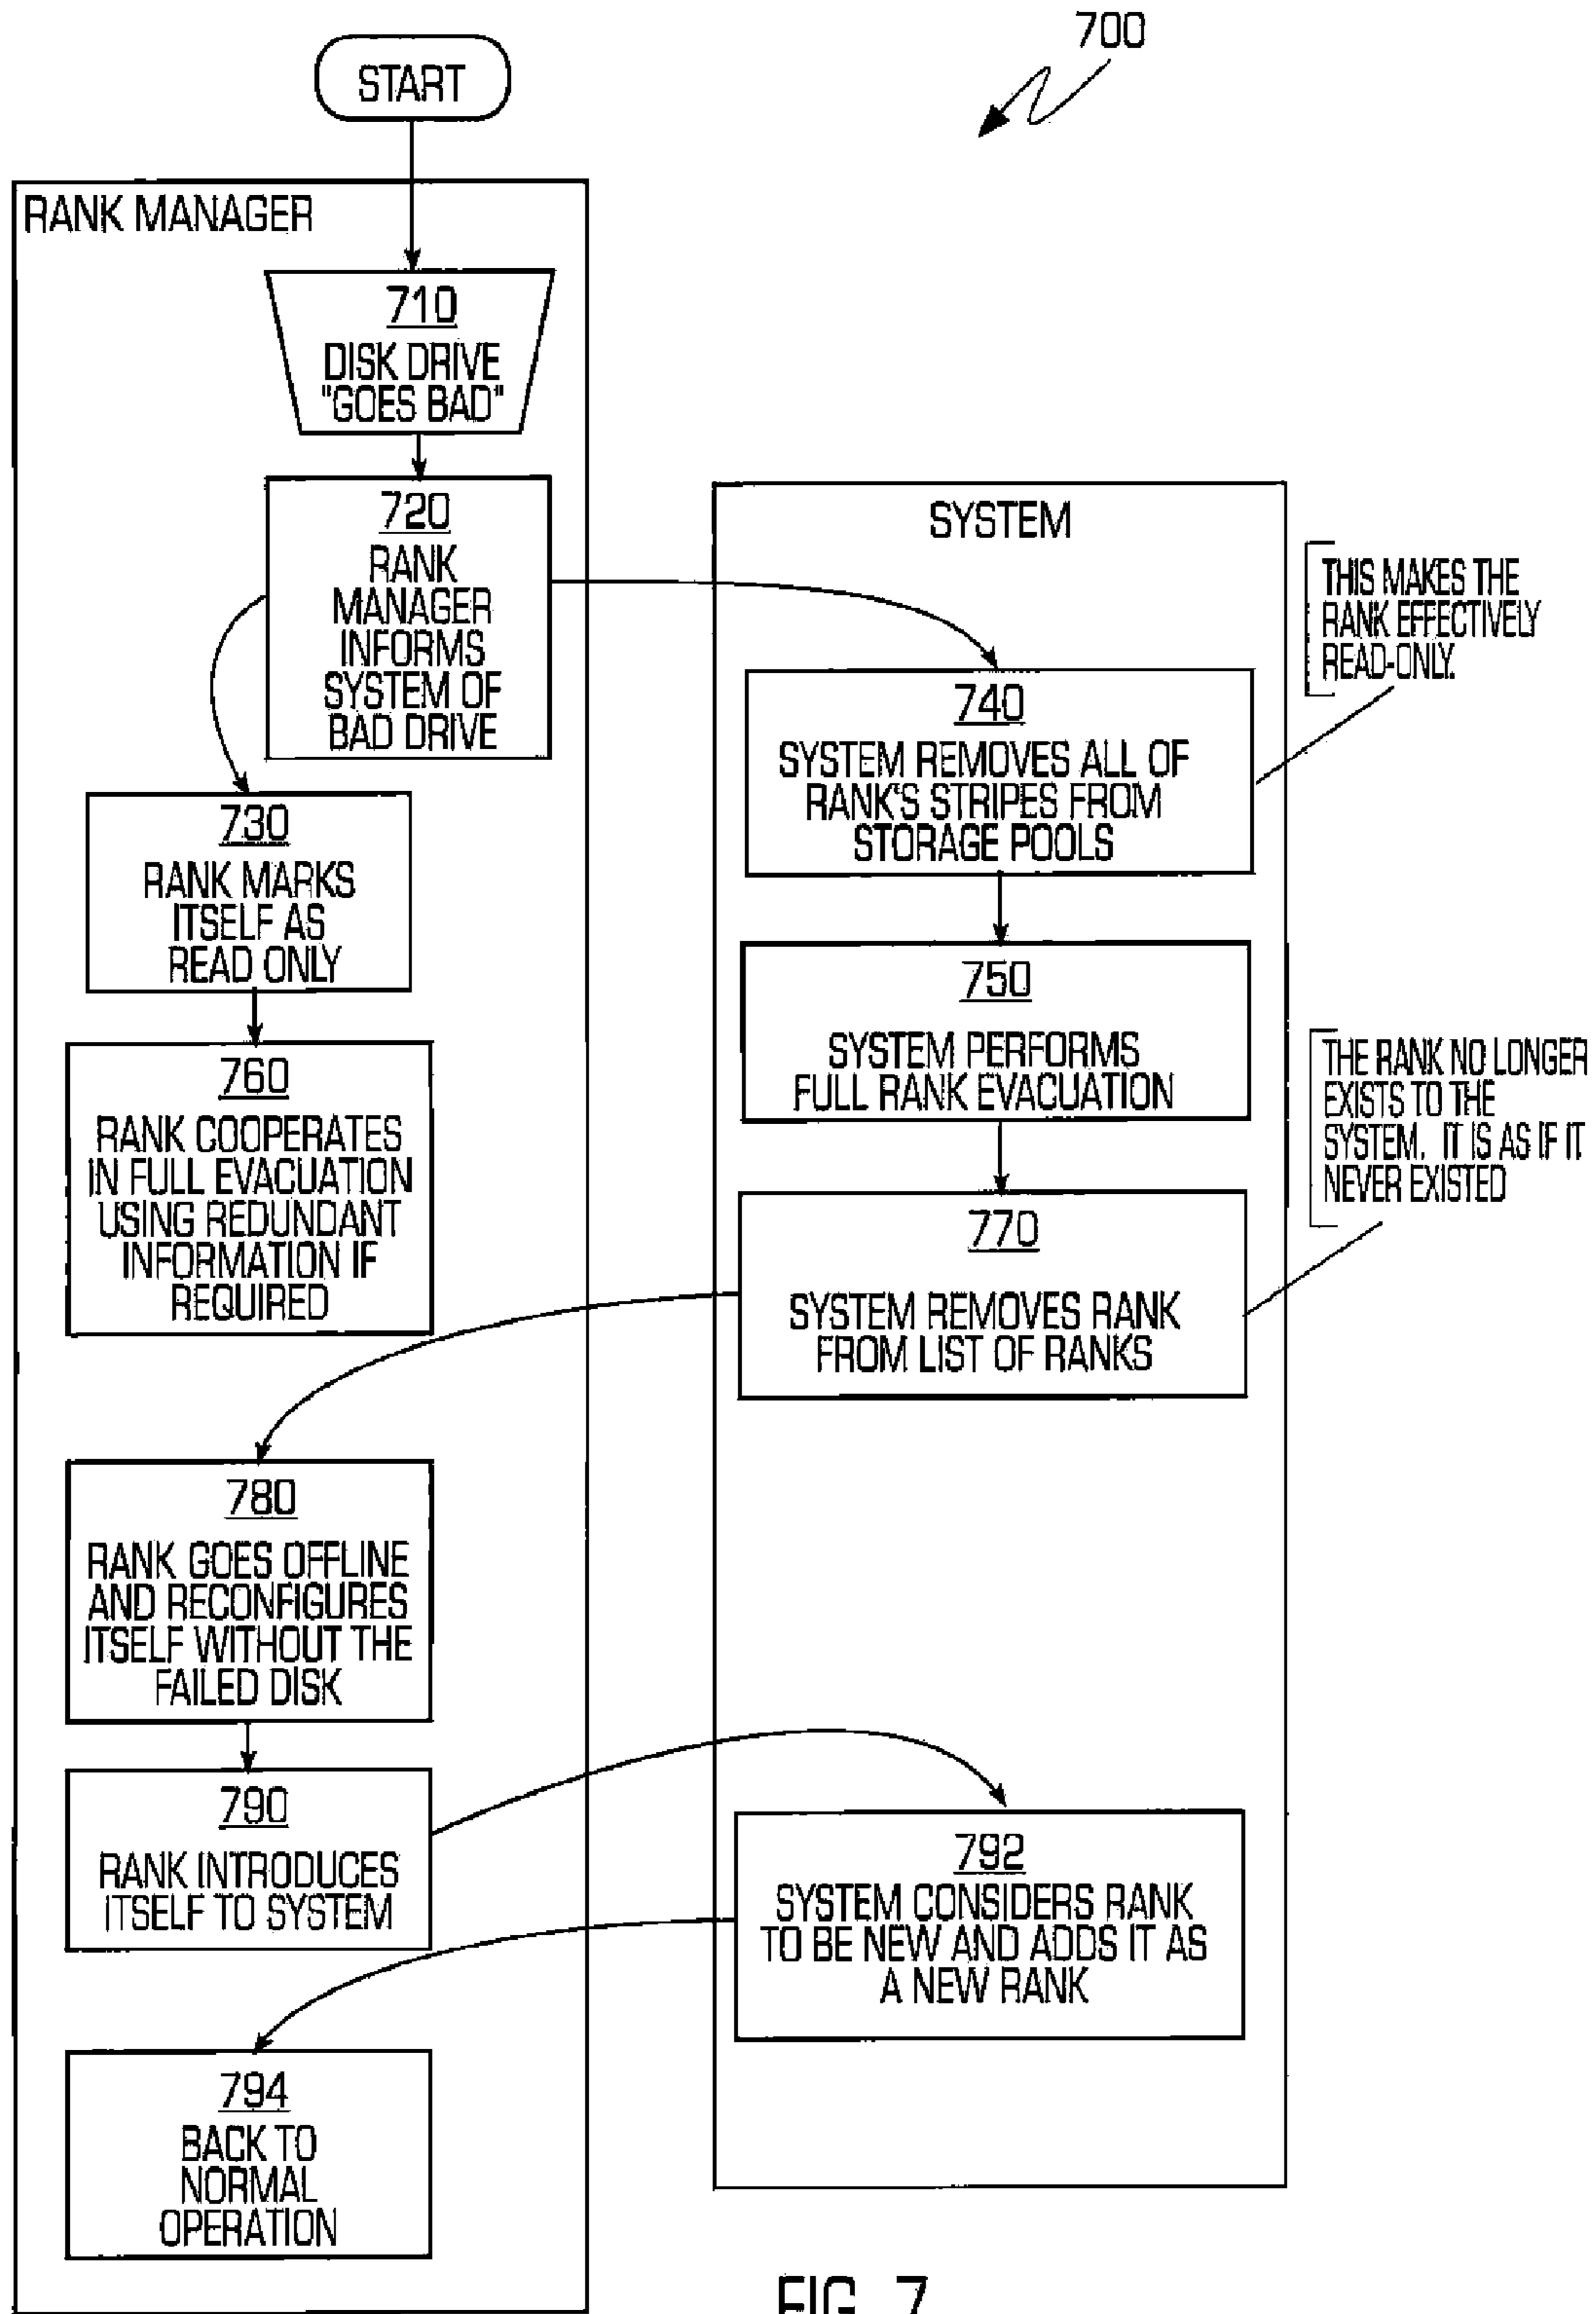 700
START
RANK MANAGER
710
DISK DRIVE
"GOES BAD"
720
RANK
MANAGER
INFORMS
SYSTEM OF
BAD DRIVE
730
RANK MARKS
ITSELF AS
READ ONLY
760
RANK COOPERATES
IN FULL EVACUATION
USING REDUNDANT
INFORMATION IF
REQUIRED
780
RANK GOES OFFLINE
AND RECONFIGURES
ITSELF WITHOUT THE
FAILED DISK
790
RANK INTRODUCES
ITSELF TO SYSTEM
794
BACK TO
NORMAL
OPERATION
SYSTEM
740
SYSTEM REMOVES ALL OF
RANK'S STRIPES FROM
STORAGE POOLS
750
SYSTEM PERFORMS
FULL RANK EVACUATION
770
SYSTEM REMOVES RANK
FROM LIST OF RANKS
792
SYSTEM CONSIDERS RANK
TO BE NEW AND ADDS IT AS
A NEW RANK
THIS MAKES THE
RANK EFFECTIVELY
READ-ONLY.
THE RANK NO LONGER
EXISTS TO THE
SYSTEM. IT IS AS IF IT
NEVER EXISTED
FIG. 7